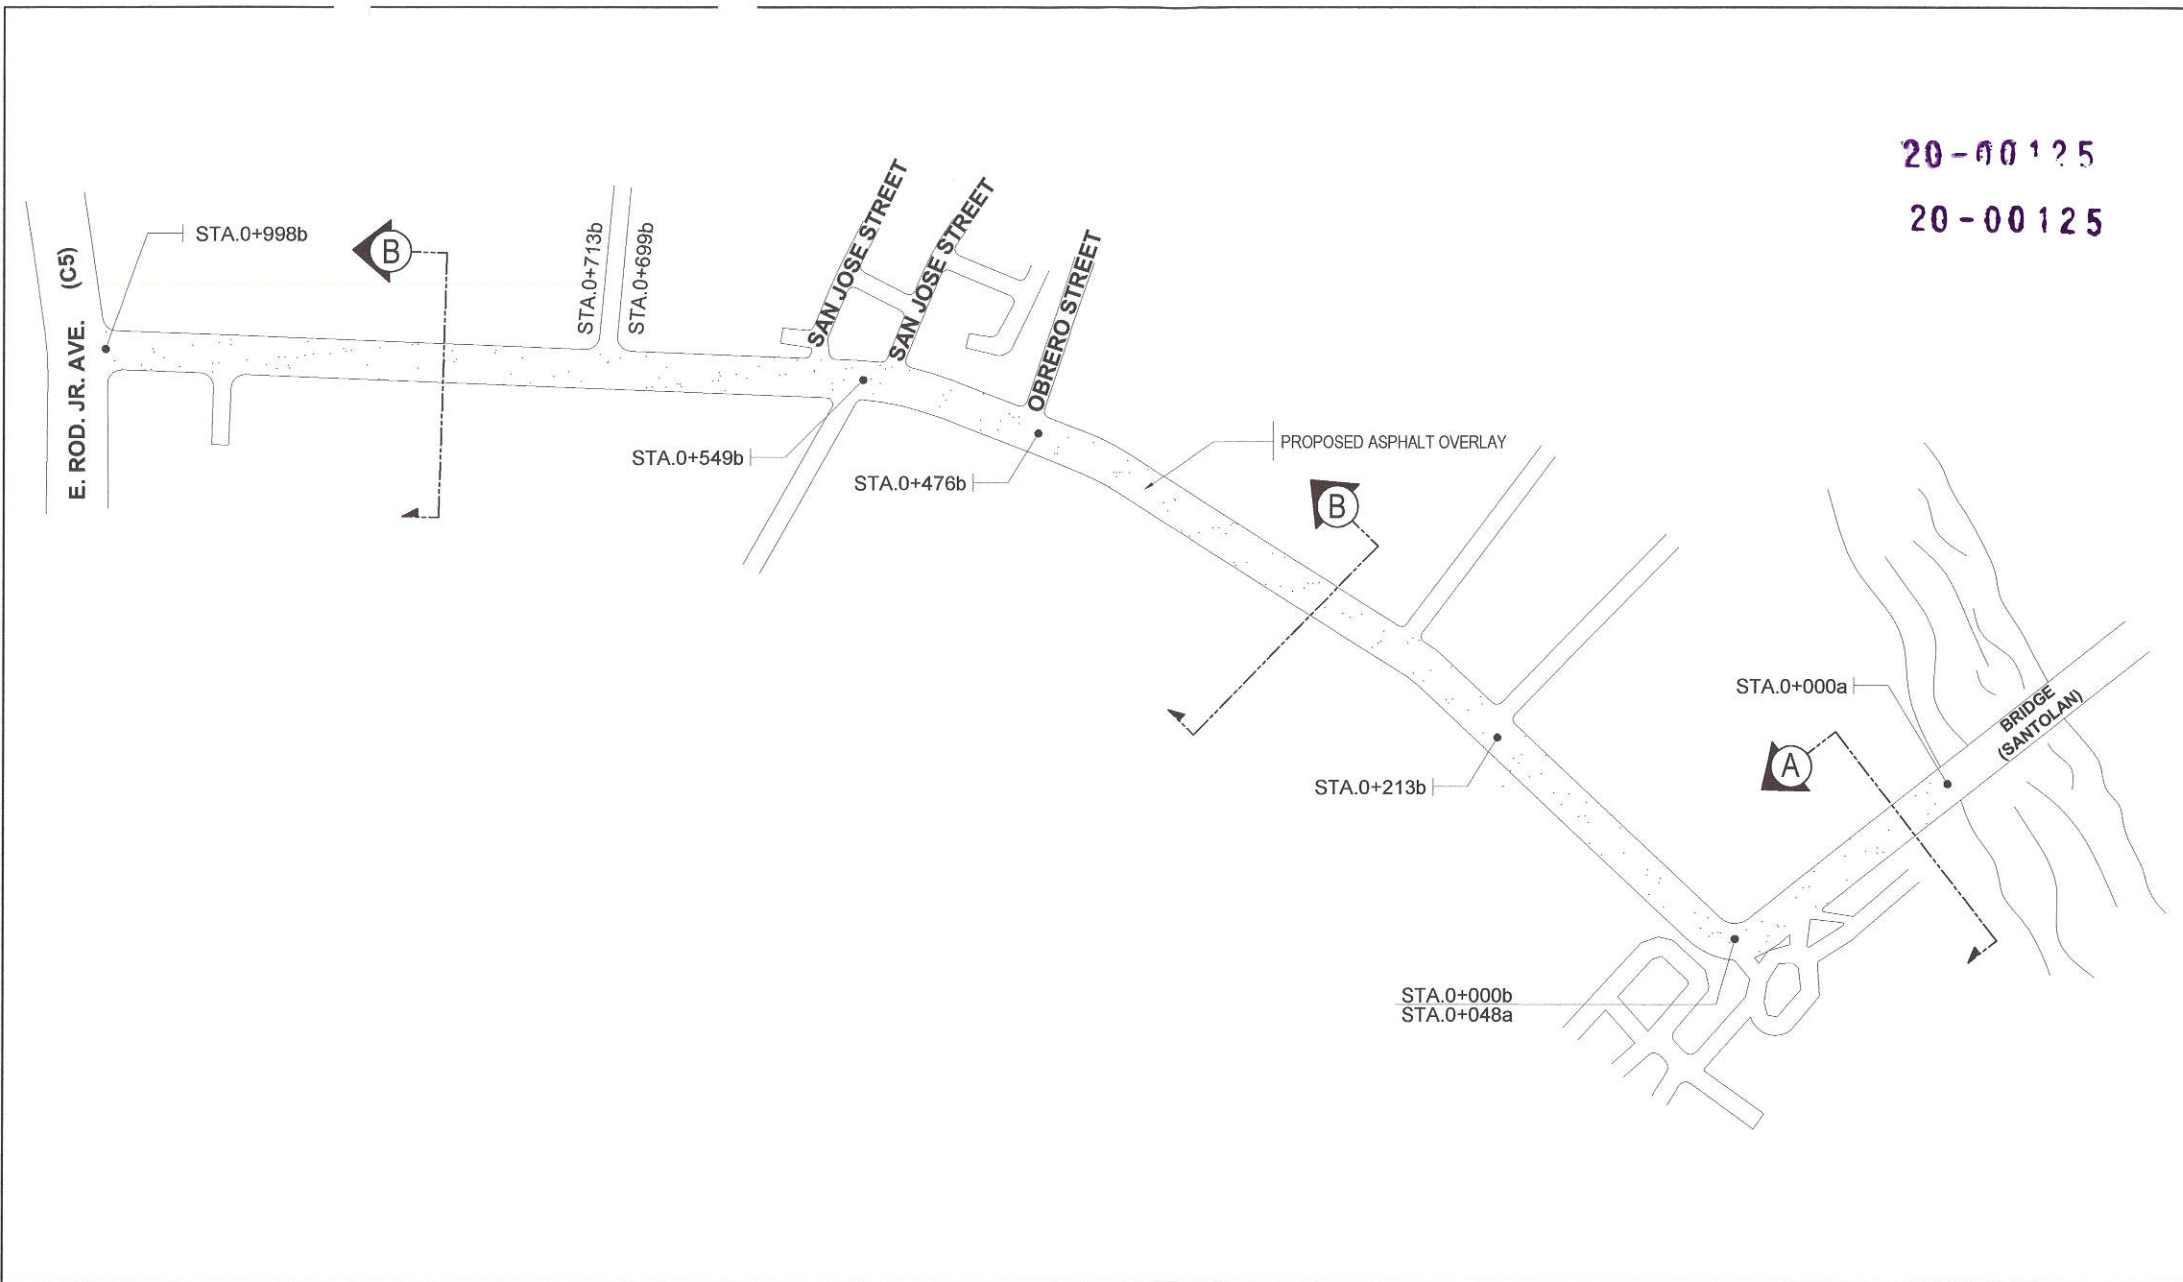 20-00125
20-00125
STA.0+998b
B
STA.0+713b
STA.0+699b
SAN JOSE STREET
SAN JOSE STREET
OBRERO STREET
E. ROD. JR. AVE. (C5)
STA.0+549b
STA.0+476b
PROPOSED ASPHALT OVERLAY
B
STA.0+213b
STA.0+000a
BRIDGE
(SANTOLAN)
A
STA.0+000b
STA.0+048a